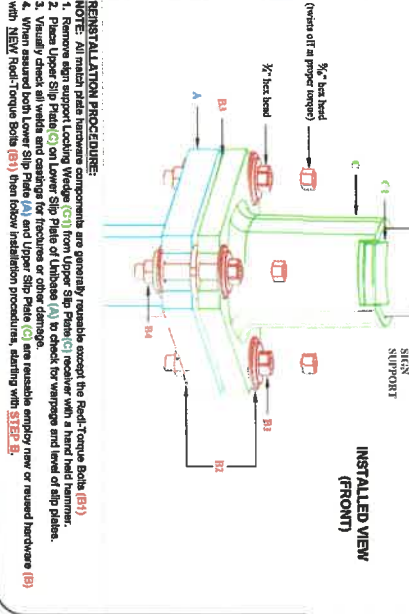 INSTALLED VIEW
(FRONT)
SIGN
SUPPORT
C1
C
9/16" hex head
(twists off at proper torque)
3/4" hex head
B3
B3
A
B2
B4
REINSTALLATION PROCEDURE:
NOTE: All match plate hardware components are generally reusable except the Redi-Torque Bolts (B1)
1. Remove sign support Locking Wedge (C1) from Upper Slip Plate(C) receiver with a hand held hammer.
2. Place Upper Slip Plate(C) on Lower Slip Plate of Unibase (A) to check for warpage and level of slip plates.
3. Visually check all welds and castings for fractures or other damage.
4. When assured both Lower Slip Plate (A) and Upper Slip Plate (C) are reusable employ new or reused hardware (B)
with NEW Redi-Torque Bolts (B1) then follow installation procedures, starting with STEP B.